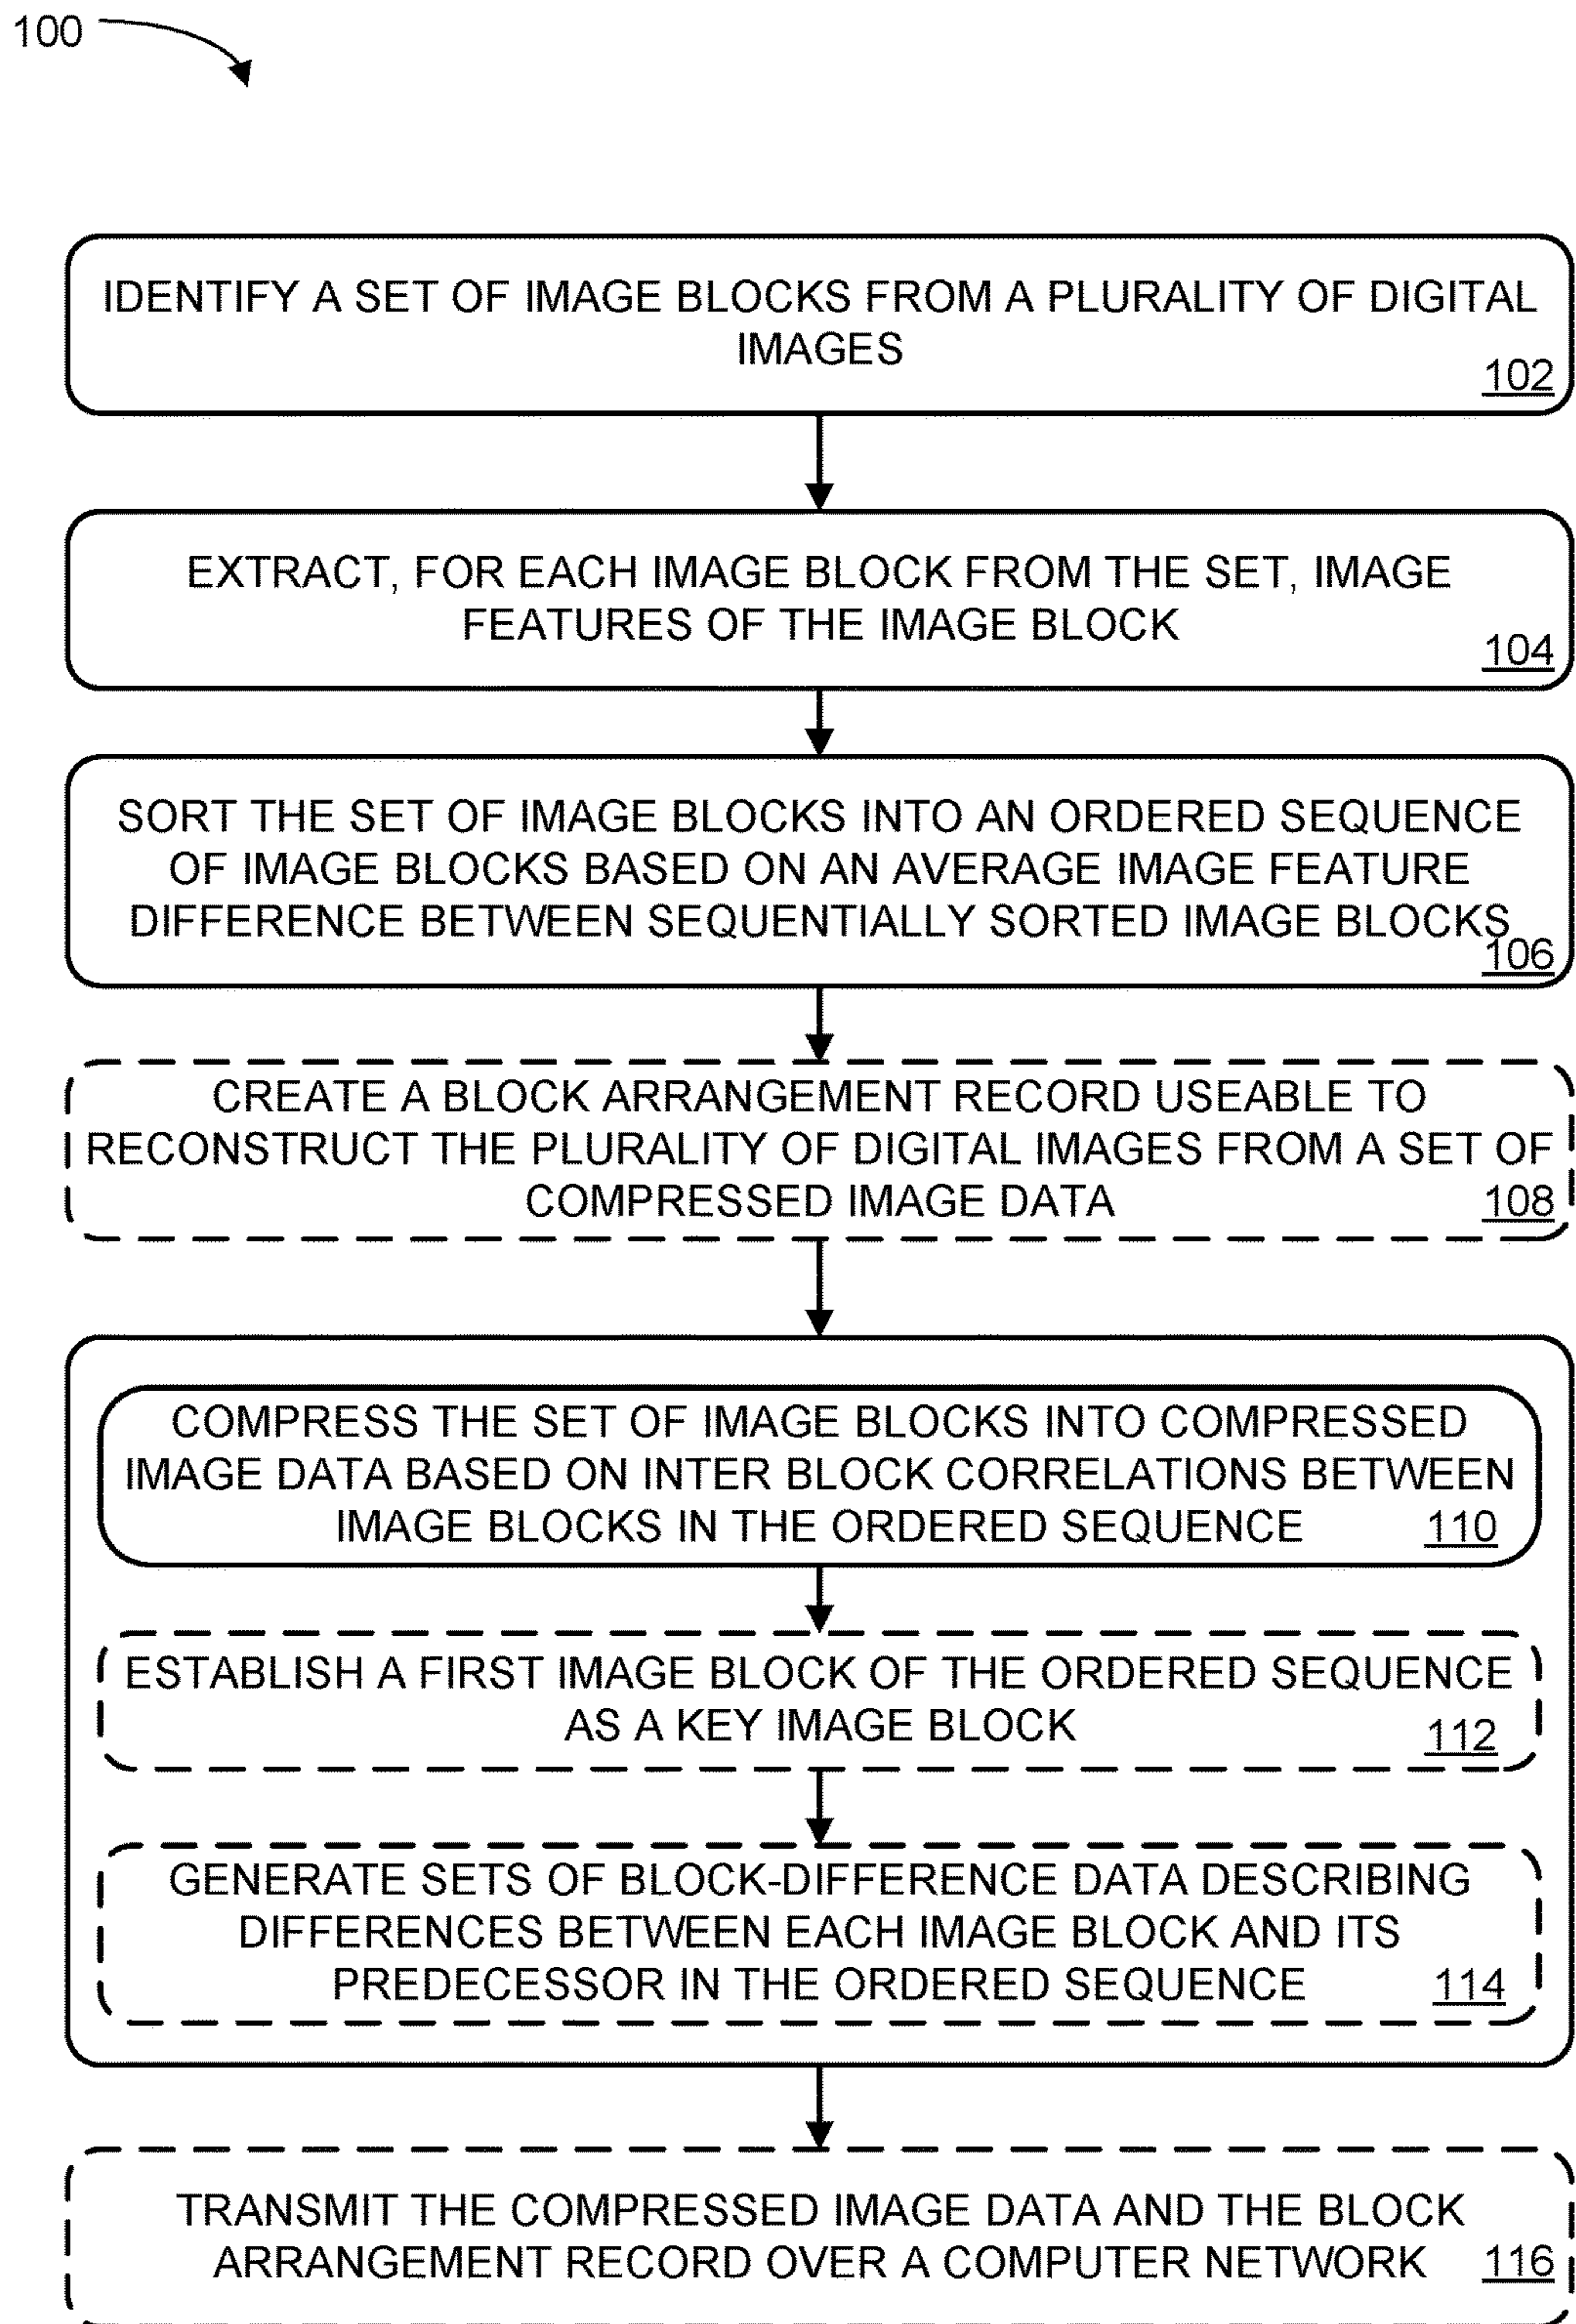 100
IDENTIFY A SET OF IMAGE BLOCKS FROM A PLURALITY OF DIGITAL
IMAGES
102
EXTRACT, FOR EACH IMAGE BLOCK FROM THE SET, IMAGE
FEATURES OF THE IMAGE BLOCK
104
SORT THE SET OF IMAGE BLOCKS INTO AN ORDERED SEQUENCE
OF IMAGE BLOCKS BASED ON AN AVERAGE IMAGE FEATURE
DIFFERENCE BETWEEN SEQUENTIALLY SORTED IMAGE BLOCKS
106
CREATE A BLOCK ARRANGEMENT RECORD USEABLE TO
RECONSTRUCT THE PLURALITY OF DIGITAL IMAGES FROM A SET OF
COMPRESSED IMAGE DATA 108
COMPRESS THE SET OF IMAGE BLOCKS INTO COMPRESSED
IMAGE DATA BASED ON INTER BLOCK CORRELATIONS BETWEEN
IMAGE BLOCKS IN THE ORDERED SEQUENCE 110
ESTABLISH A FIRST IMAGE BLOCK OF THE ORDERED SEQUENCE
AS A KEY IMAGE BLOCK 112
GENERATE SETS OF BLOCK-DIFFERENCE DATA DESCRIBING
DIFFERENCES BETWEEN EACH IMAGE BLOCK AND ITS
PREDECESSOR IN THE ORDERED SEQUENCE 114
TRANSMIT THE COMPRESSED IMAGE DATA AND THE BLOCK
ARRANGEMENT RECORD OVER A COMPUTER NETWORK 116